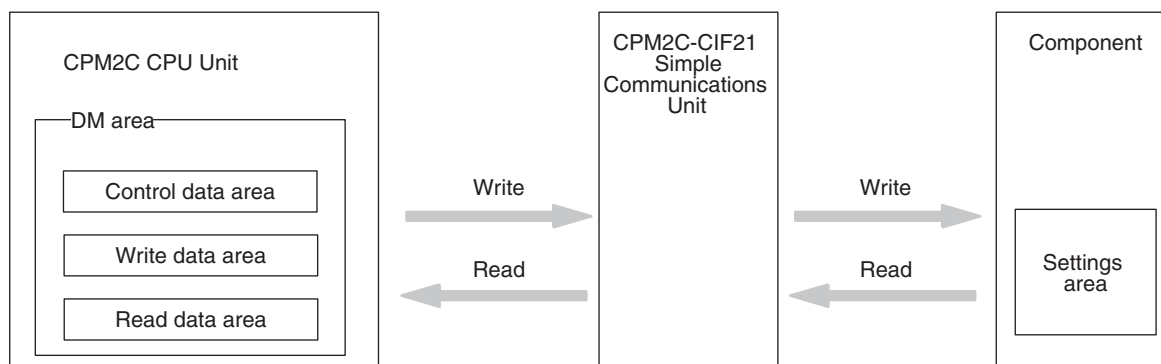 CPM2C CPU Unit
DM area
Control data area
Write data area
Read data area
Write
Read
CPM2C-CIF21
Simple
Communications
Unit
Write
Read
Component
Settings
area